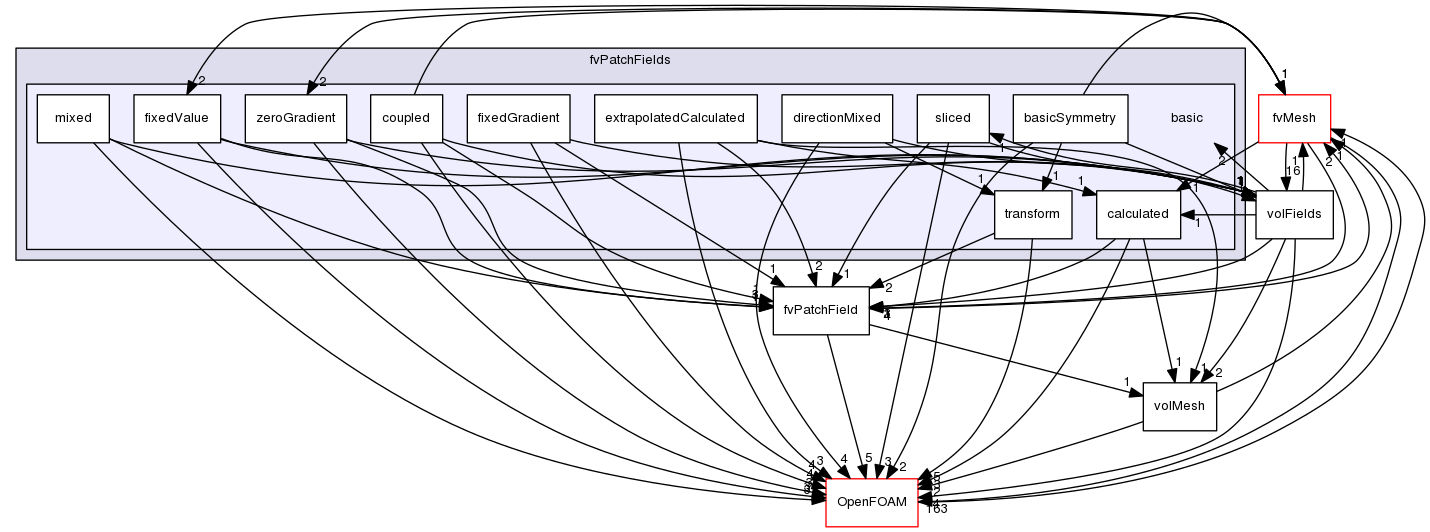 fvPatchFields
mixed
fixedValue
zeroGradient
coupled
fixedGradient
extrapolatedCalculated
directionMixed
sliced
basicSymmetry
basic
fvMesh
transform
calculated
volFields
fvPatchField
volMesh
OpenFOAM
2
2
1
1
1
1
1
1
2
16
1
2
1
1
1
2
1
2
1
1
1
2
3
4
5
3
2
163